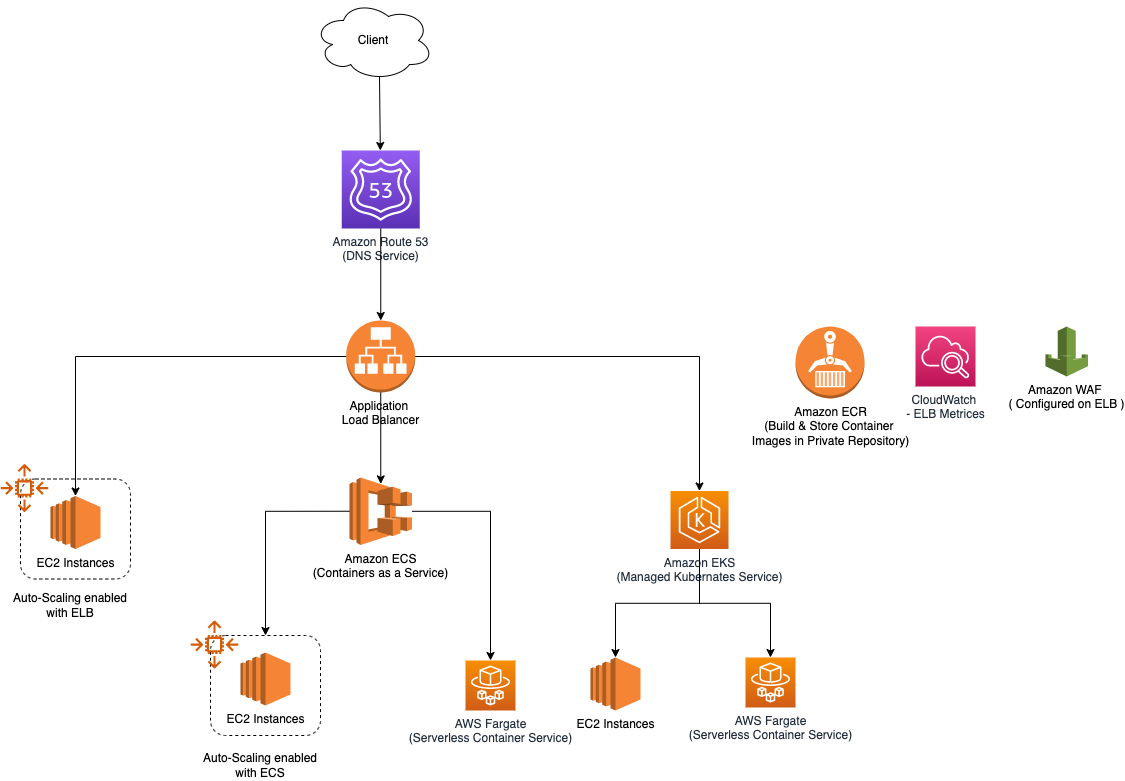 Client
53
Amazon Route 53
(DNS Service)
Application
Load Balancer
Amazon ECR
(Build & Store Container
Images in Private Repository)
CloudWatch
- ELB Metrices
Amazon WAF
( Configured on ELB )
EC2 Instances
Auto-Scaling enabled
with ELB
Amazon ECS
(Containers as a Service)
K
Amazon EKS
(Managed Kubernates Service)
EC2 Instances
Auto-Scaling enabled
with ECS
AWS Fargate
(Serverless Container Service)
EC2 Instances
AWS Fargate
(Serverless Container Service)